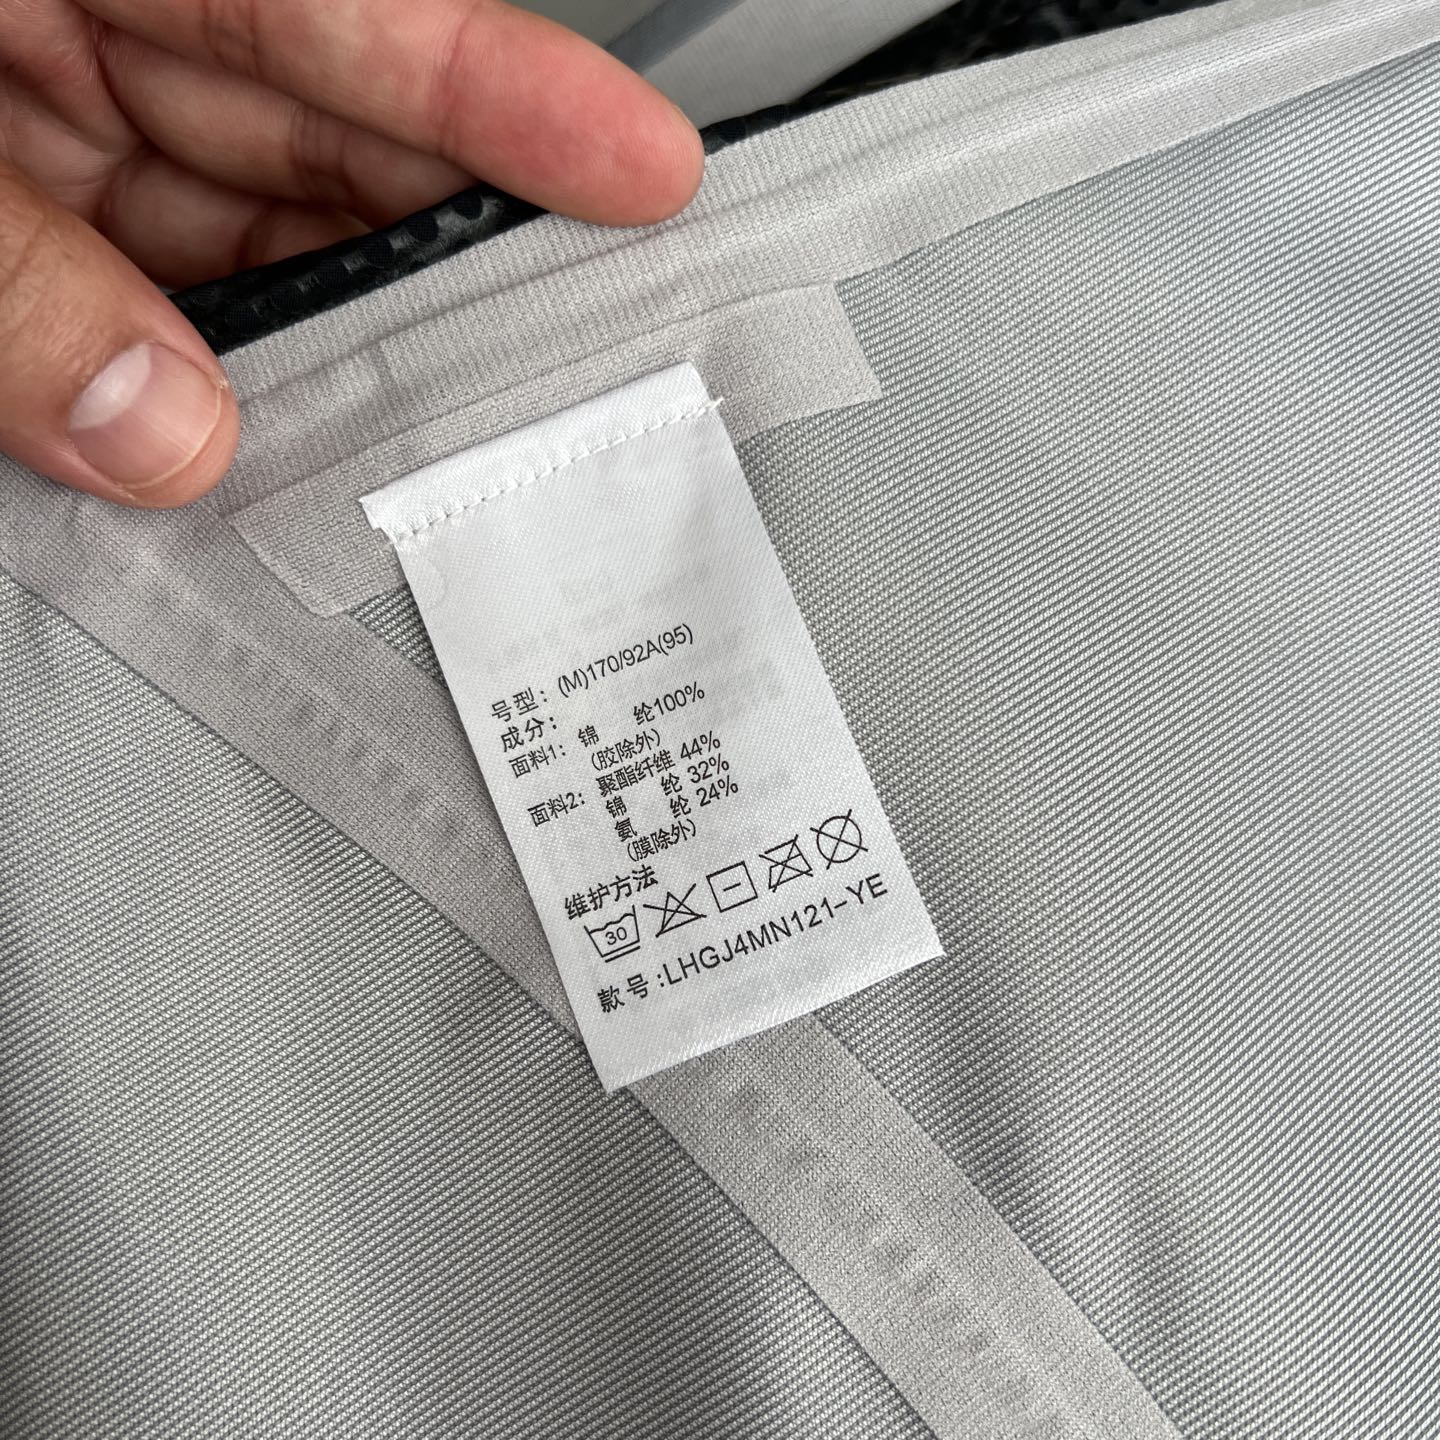 号型：(M)170/92A(95)
成分：
面料1：锦 纶100%
(胶除外)
面料2：聚酯纤维 44%
锦 纶 32%
氨 纶 24%
(膜除外)
维护方法
30
款号:LHGJ4MN121-YE